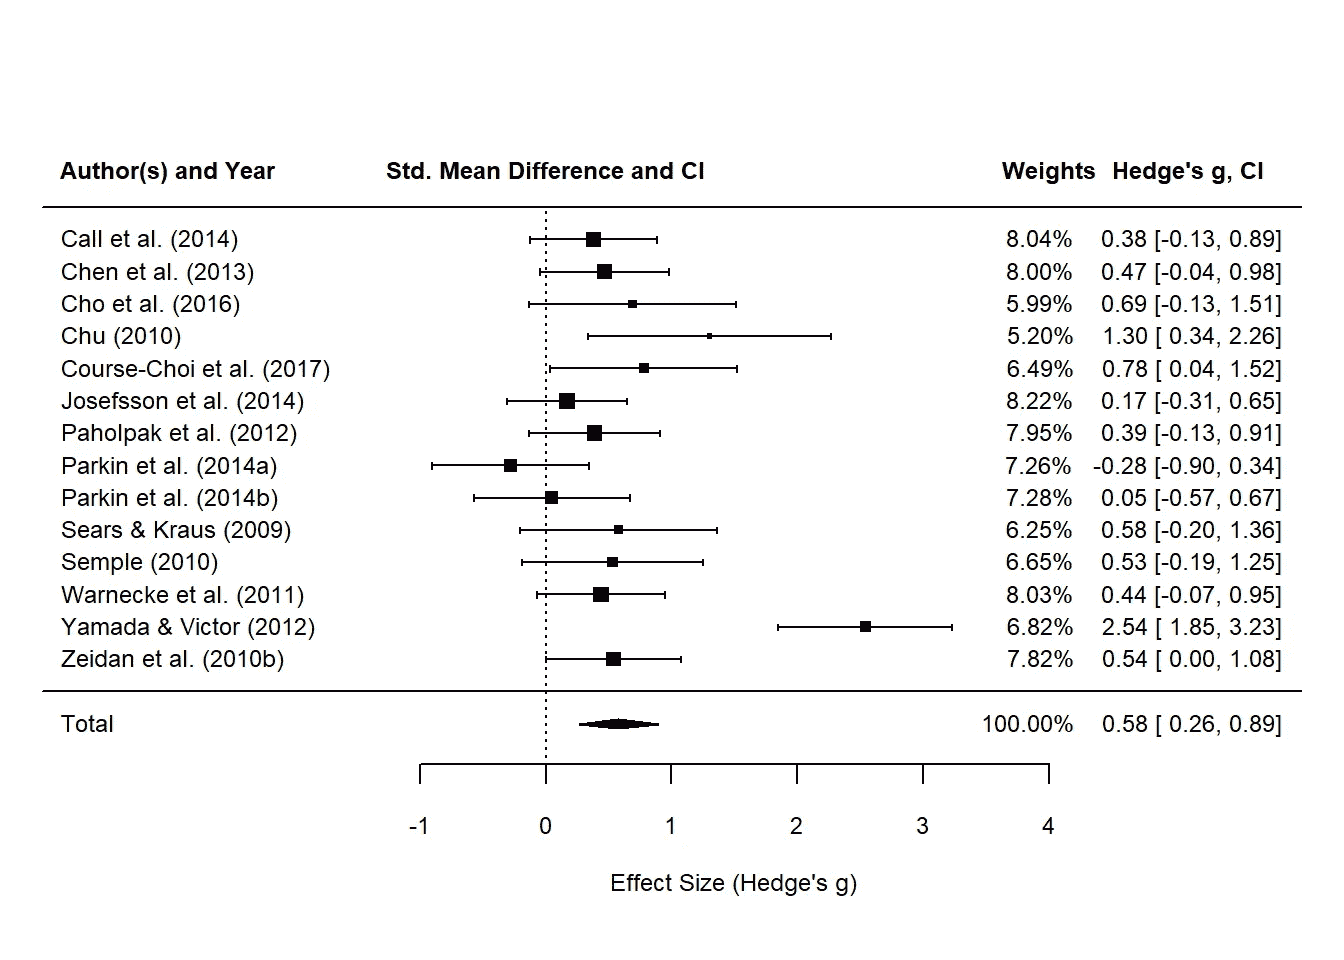 Author(s) and Year Std. Mean Difference and CI Weights Hedge's g, CI
Call et al. (2014) 8.04% 0.38 [-0.13, 0.89]
Chen et al. (2013) 8.00% 0.47 [-0.04, 0.98]
Cho et al. (2016) 5.99% 0.69 [-0.13, 1.51]
Chu (2010) 5.20% 1.30 [ 0.34, 2.26]
Course-Choi et al. (2017) 6.49% 0.78 [ 0.04, 1.52]
Josefsson et al. (2014) 8.22% 0.17 [-0.31, 0.65]
Paholpak et al. (2012) 7.95% 0.39 [-0.13, 0.91]
Parkin et al. (2014a) 7.26% -0.28 [-0.90, 0.34]
Parkin et al. (2014b) 7.28% 0.05 [-0.57, 0.67]
Sears & Kraus (2009) 6.25% 0.58 [-0.20, 1.36]
Semple (2010) 6.65% 0.53 [-0.19, 1.25]
Warnecke et al. (2011) 8.03% 0.44 [-0.07, 0.95]
Yamada & Victor (2012) 6.82% 2.54 [ 1.85, 3.23]
Zeidan et al. (2010b) 7.82% 0.54 [ 0.00, 1.08]
Total 100.00% 0.58 [ 0.26, 0.89]
-1 0 1 2 3 4
Effect Size (Hedge's g)